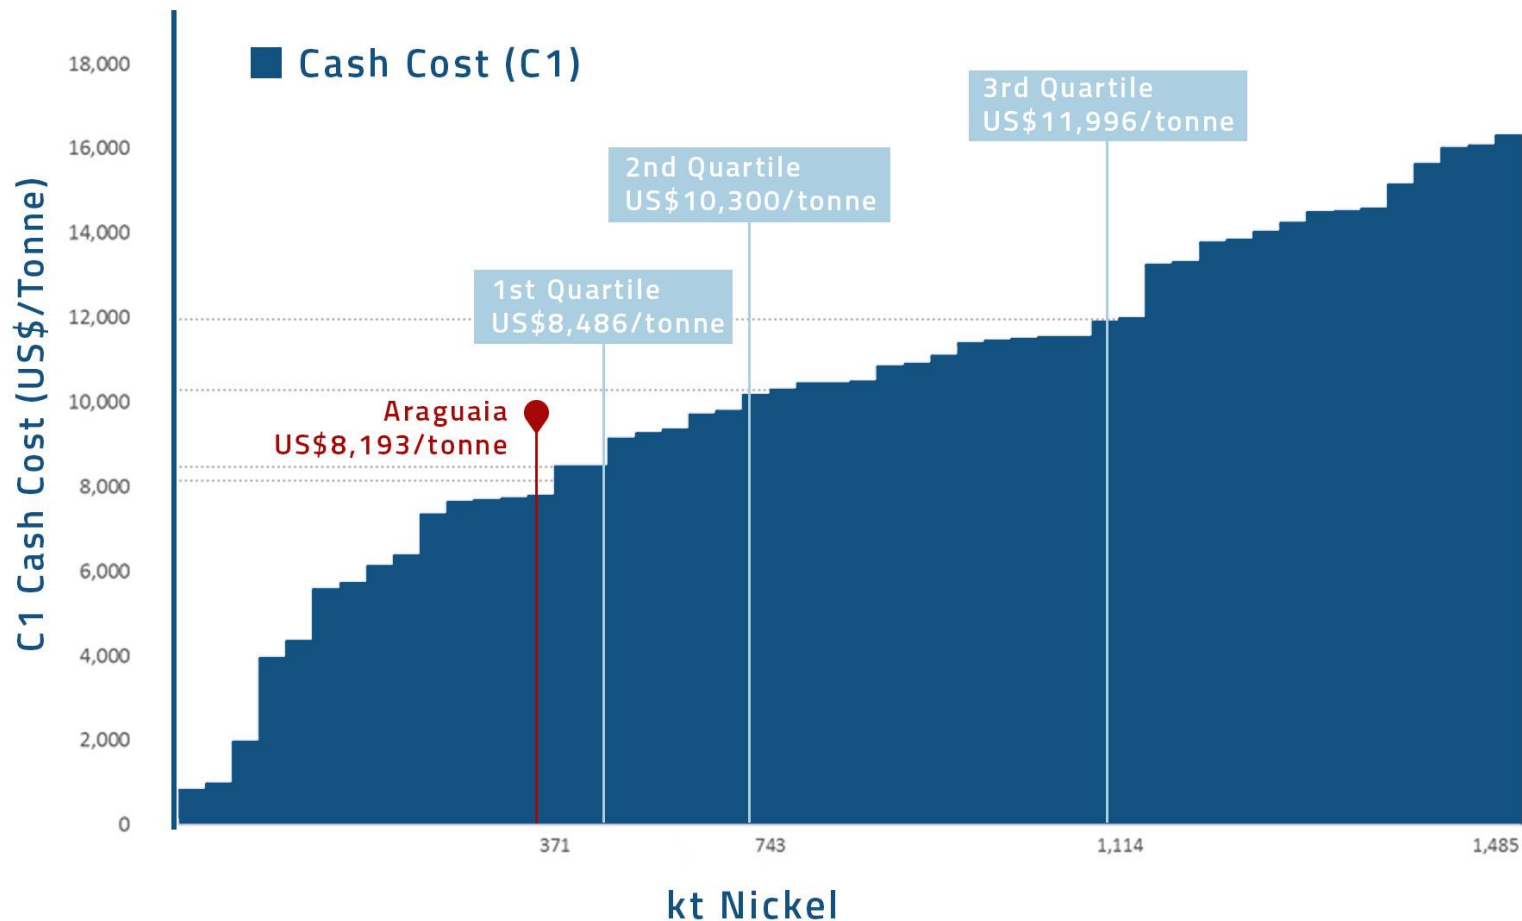 Cash Cost (C1)
3rd Quartile
US$11,996/tonne
2nd Quartile
US$10,300/tonne
1st Quartile
US$8,486/tonne
Araguaia
US$8,193/tonne
C1 Cash Cost (US$/Tonne)
18,000
16,000
14,000
12,000
10,000
8,000
6,000
4,000
2,000
0
371 743 1,114 1,485
kt Nickel